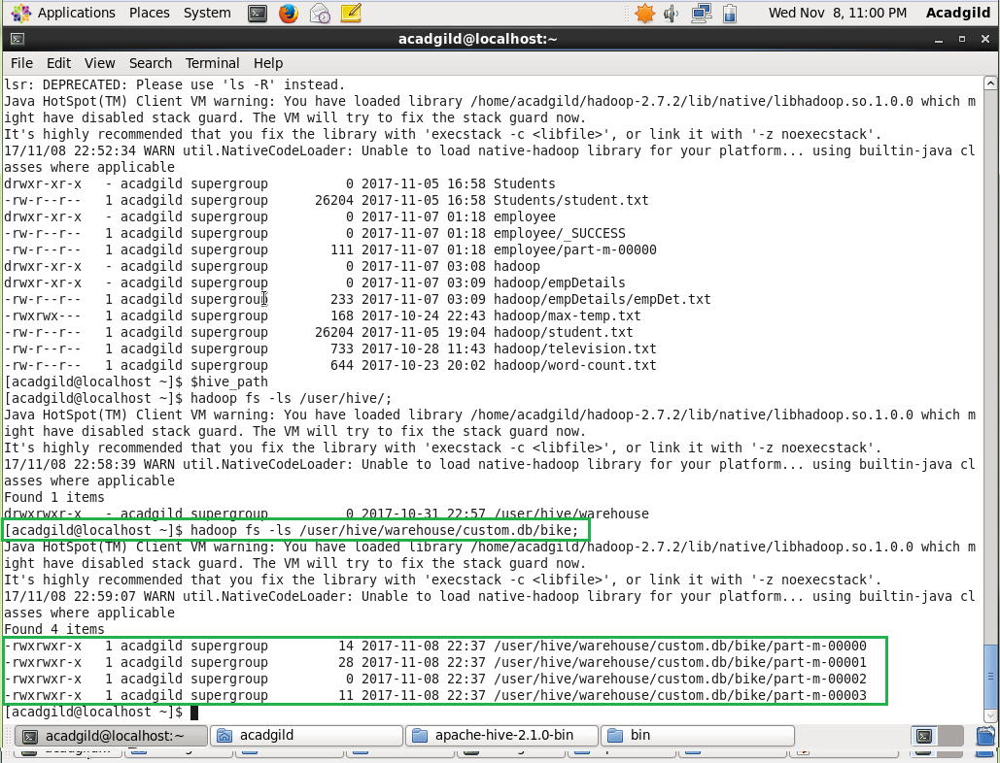 Applications Places System Wed Nov 8, 11:00 PM Acadgild
acadgild@localhost:~
File Edit View Search Terminal Help
lsr: DEPRECATED: Please use 'ls -R' instead.
Java HotSpot(TM) Client VM warning: You have loaded library /home/acadgild/hadoop-2.7.2/lib/native/libhadoop.so.1.0.0 which m
ight have disabled stack guard. The VM will try to fix the stack guard now.
It's highly recommended that you fix the library with 'execstack -c <libfile>', or link it with '-z noexecstack'.
17/11/08 22:52:34 WARN util.NativeCodeLoader: Unable to load native-hadoop library for your platform... using builtin-java cl
asses where applicable
drwxr-xr-x   - acadgild supergroup          0 2017-11-05 16:58 Students
-rw-r--r--   1 acadgild supergroup      26204 2017-11-05 16:58 Students/student.txt
drwxr-xr-x   - acadgild supergroup          0 2017-11-07 01:18 employee
-rw-r--r--   1 acadgild supergroup          0 2017-11-07 01:18 employee/_SUCCESS
-rw-r--r--   1 acadgild supergroup        111 2017-11-07 01:18 employee/part-m-00000
drwxr-xr-x   - acadgild supergroup          0 2017-11-07 03:08 hadoop
drwxr-xr-x   - acadgild supergroup          0 2017-11-07 03:09 hadoop/empDetails
-rw-r--r--   1 acadgild supergroup        233 2017-11-07 03:09 hadoop/empDetails/empDet.txt
-rwxrwx---   1 acadgild supergroup        168 2017-10-24 22:43 hadoop/max-temp.txt
-rw-r--r--   1 acadgild supergroup      26204 2017-11-05 19:04 hadoop/student.txt
-rw-r--r--   1 acadgild supergroup        733 2017-10-28 11:43 hadoop/television.txt
-rw-r--r--   1 acadgild supergroup        644 2017-10-23 20:02 hadoop/word-count.txt
[acadgild@localhost ~]$ $hive_path
[acadgild@localhost ~]$ hadoop fs -ls /user/hive/;
Java HotSpot(TM) Client VM warning: You have loaded library /home/acadgild/hadoop-2.7.2/lib/native/libhadoop.so.1.0.0 which m
ight have disabled stack guard. The VM will try to fix the stack guard now.
It's highly recommended that you fix the library with 'execstack -c <libfile>', or link it with '-z noexecstack'.
17/11/08 22:58:39 WARN util.NativeCodeLoader: Unable to load native-hadoop library for your platform... using builtin-java cl
asses where applicable
Found 1 items
drwxrwxr-x   - acadgild supergroup          0 2017-10-31 22:57 /user/hive/warehouse
[acadgild@localhost ~]$ hadoop fs -ls /user/hive/warehouse/custom.db/bike;
Java HotSpot(TM) Client VM warning: You have loaded library /home/acadgild/hadoop-2.7.2/lib/native/libhadoop.so.1.0.0 which m
ight have disabled stack guard. The VM will try to fix the stack guard now.
It's highly recommended that you fix the library with 'execstack -c <libfile>', or link it with '-z noexecstack'.
17/11/08 22:59:07 WARN util.NativeCodeLoader: Unable to load native-hadoop library for your platform... using builtin-java cl
asses where applicable
Found 4 items
-rwxrwxr-x   1 acadgild supergroup         14 2017-11-08 22:37 /user/hive/warehouse/custom.db/bike/part-m-00000
-rwxrwxr-x   1 acadgild supergroup         28 2017-11-08 22:37 /user/hive/warehouse/custom.db/bike/part-m-00001
-rwxrwxr-x   1 acadgild supergroup          0 2017-11-08 22:37 /user/hive/warehouse/custom.db/bike/part-m-00002
-rwxrwxr-x   1 acadgild supergroup         11 2017-11-08 22:37 /user/hive/warehouse/custom.db/bike/part-m-00003
[acadgild@localhost ~]$
acadgild@localhost:~ acadgild apache-hive-2.1.0-bin bin